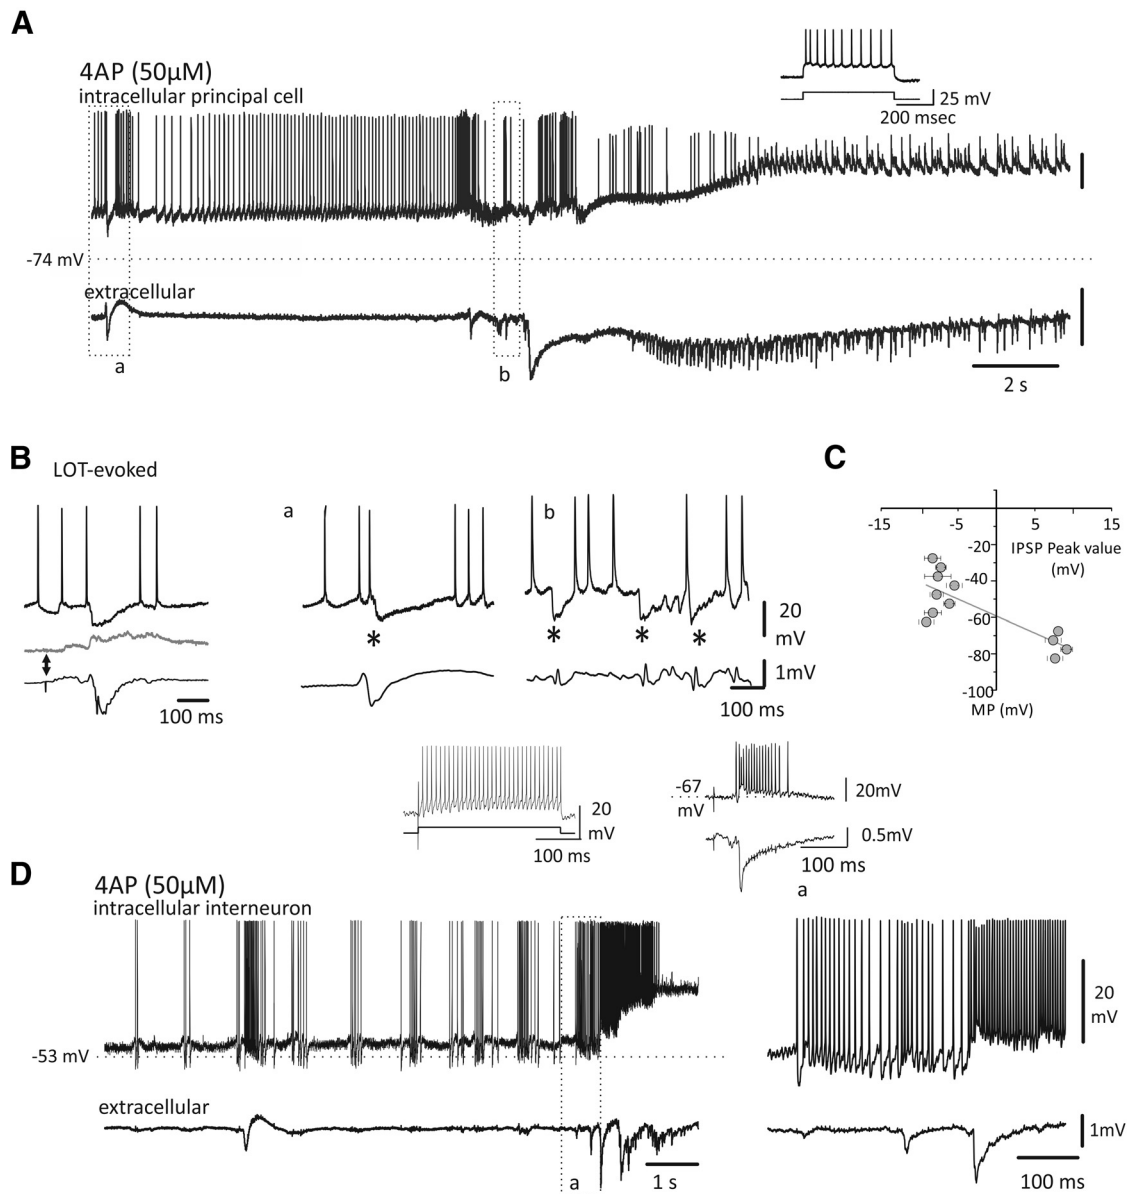 A
4AP (50µM)
intracellular principal cell
25 mV
200 msec
-74 mV
extracellular
a
b
2 s
B
LOT-evoked
a
b
*
*
*
*
20
mV
1mV
100 ms
100 ms
C
-15
-5
5
15
-20
IPSP Peak value
(mV)
-40
-60
-80
-100
MP (mV)
20
mV
100 ms
-67
mV
20mV
0.5mV
100 ms
a
D
4AP (50µM)
intracellular interneuron
-53 mV
20
mV
extracellular
1mV
a
1 s
100 ms